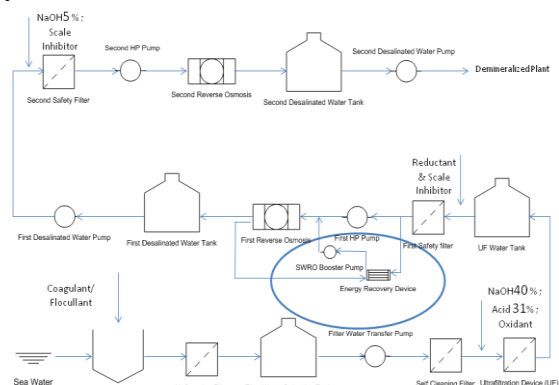 NaOH5%;
Scale
Inhibitor
Second HP Pump
Second Desalinated Water Pump
Demineralized Plant
Second Safety Filter
Second Reverse Osmosis
Second Desalinated Water Tank
Reductant
& Scale
Inhibitor
First Desalinated Water Pump
First Desalinated Water Tank
First Reverse Osmosis
First HP Pump
First Safety filter
UF Water Tank
SWRO Booster Pump
Energy Recovery Device
Coagulant/
Flocullant
NaOH40%;
Acid 31%;
Oxidant
Filter Water Transfer Pump
Sea Water
Self Cleaning Filter
Ultrafiltration Device (UF)